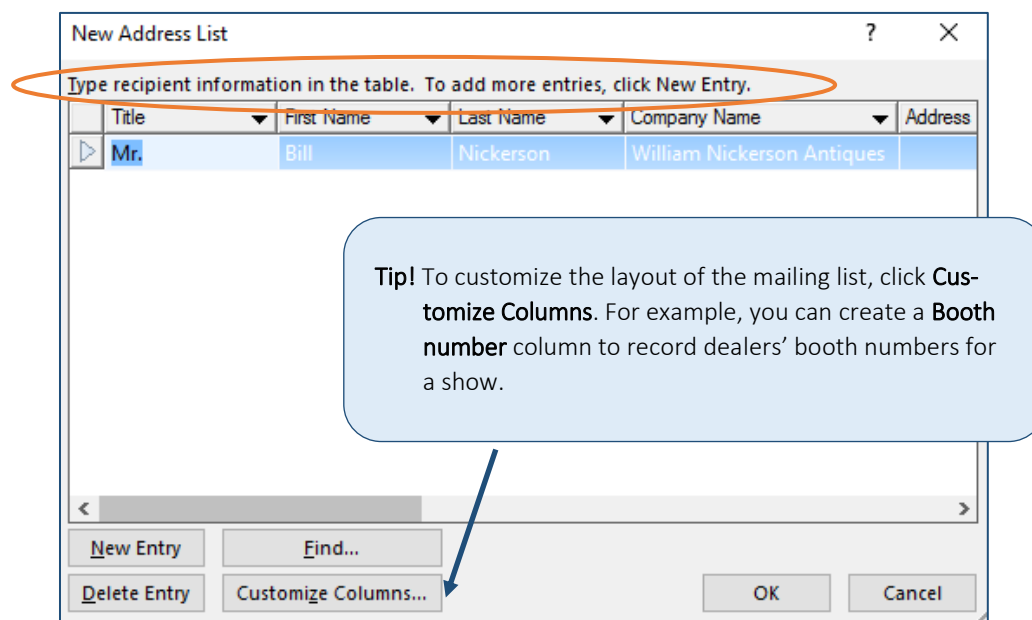 New Address List ?
Type recipient information in the table. To add more entries, click New Entry.
Title First Name Last Name Company Name Address
Mr. Bill Nickerson William Nickerson Antiques
Tip! To customize the layout of the mailing list, click Cus-
tomize Columns. For example, you can create a Booth
number column to record dealers’ booth numbers for
a show.
New Entry Find...
Delete Entry Customize Columns... OK Cancel